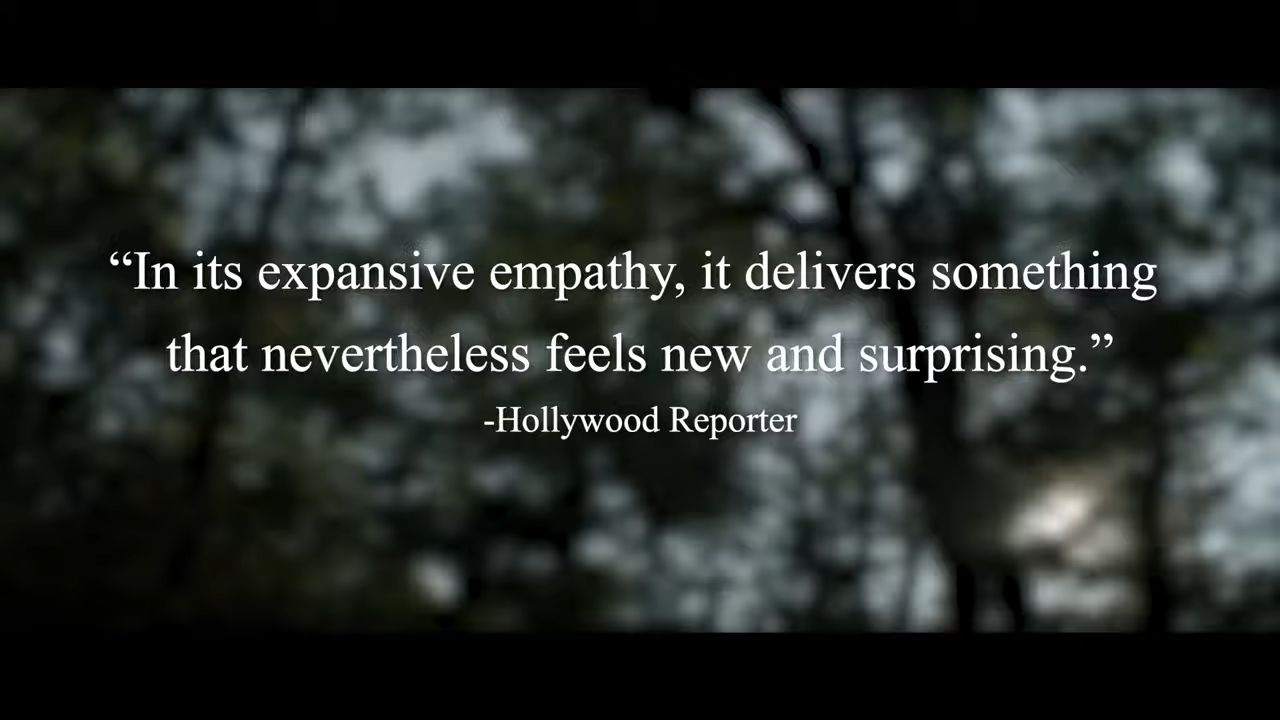 “In its expansive empathy, it delivers something
that nevertheless feels new and surprising.”
-Hollywood Reporter